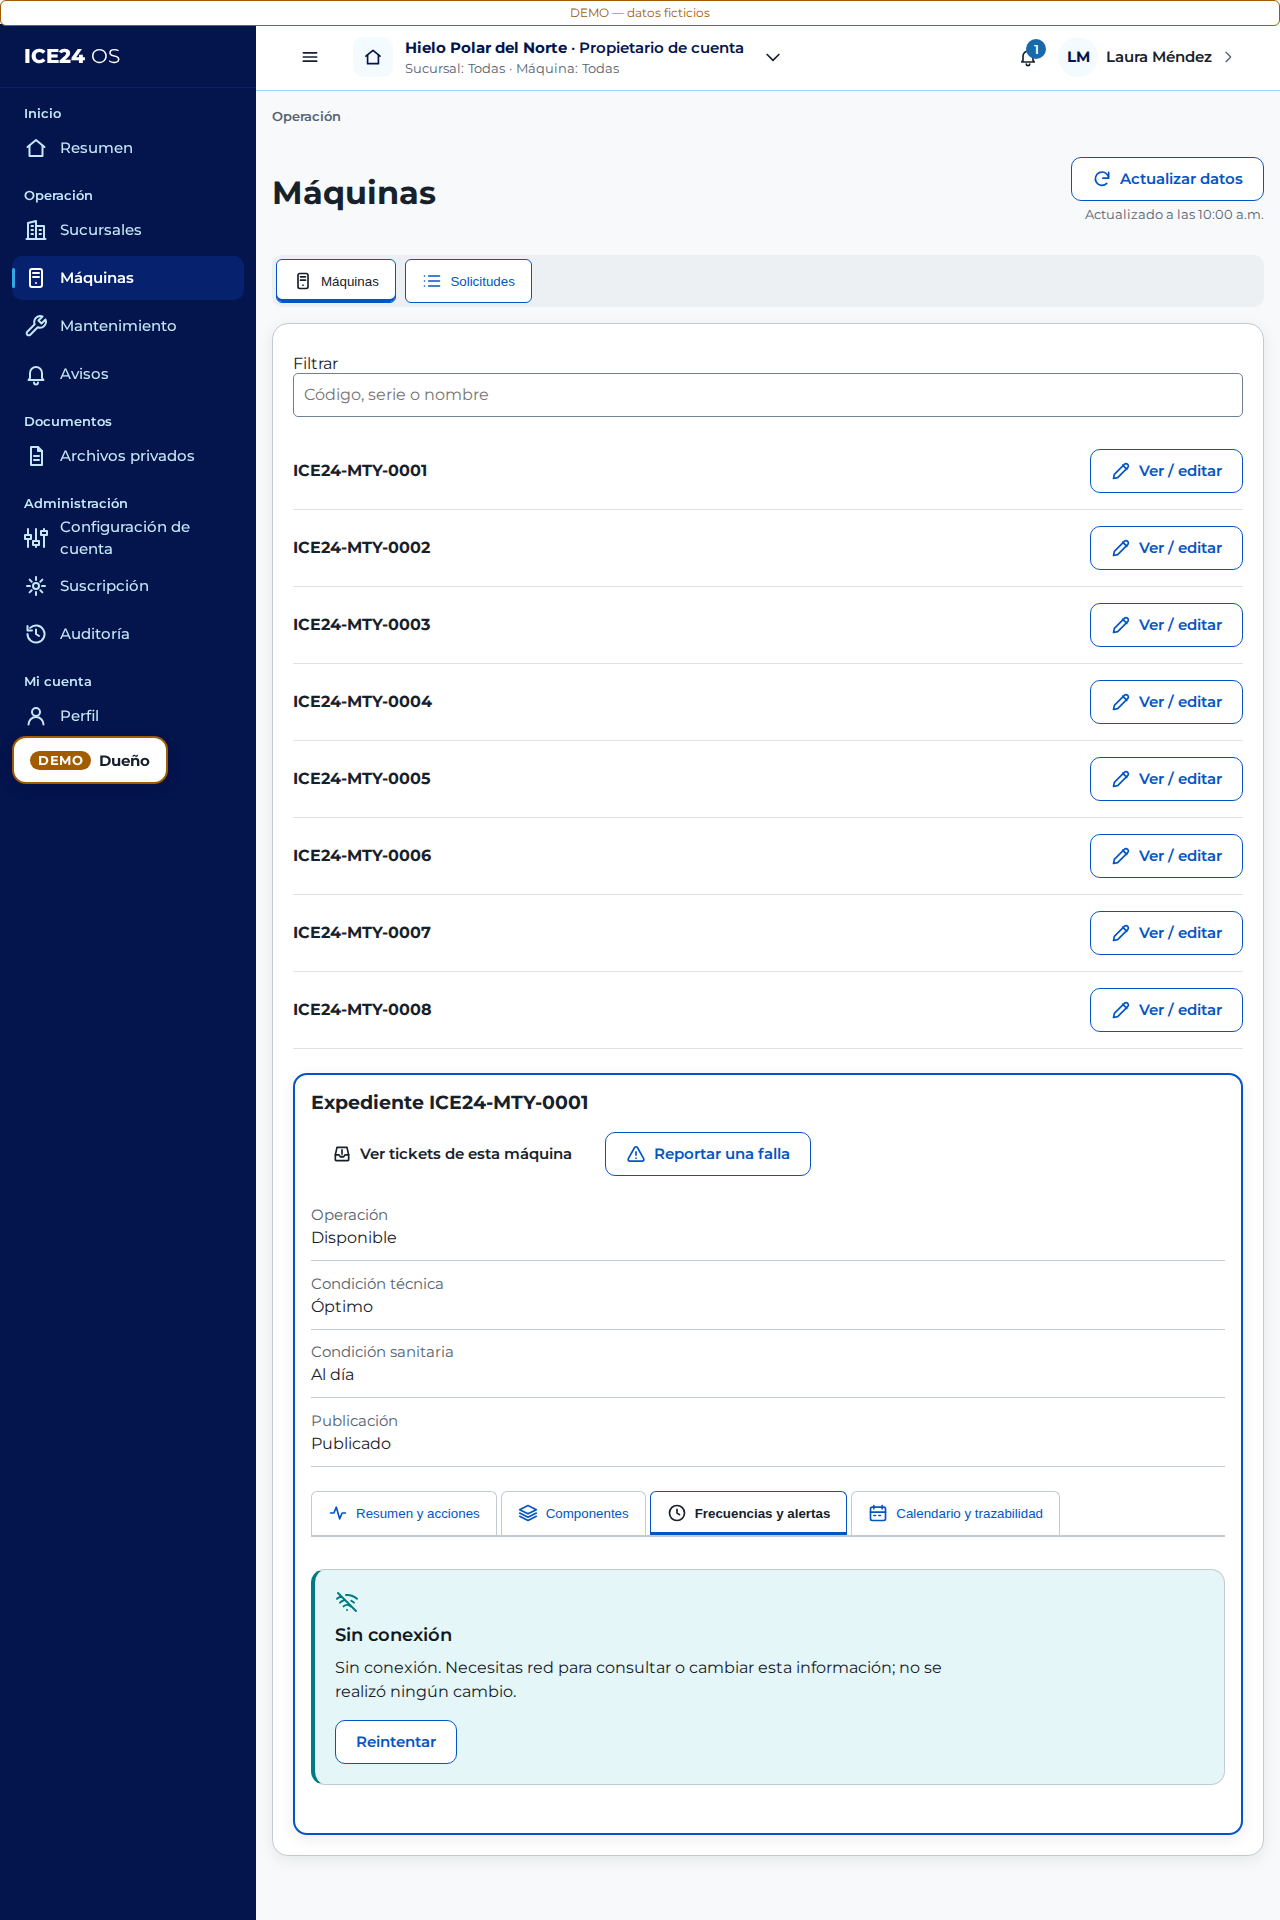 DEMO — datos ficticios
ICE24 OS
Hielo Polar del Norte · Propietario de cuenta
Sucursal: Todas · Máquina: Todas
1
LM
Laura Méndez
Inicio
Resumen
Operación
Sucursales
Máquinas
Mantenimiento
Avisos
Documentos
Archivos privados
Administración
Configuración de
cuenta
Suscripción
Auditoría
Mi cuenta
Perfil
DEMO Dueño
Operación
Máquinas
Actualizar datos
Actualizado a las 10:00 a.m.
Máquinas
Solicitudes
Filtrar
Código, serie o nombre
ICE24-MTY-0001
Ver / editar
ICE24-MTY-0002
Ver / editar
ICE24-MTY-0003
Ver / editar
ICE24-MTY-0004
Ver / editar
ICE24-MTY-0005
Ver / editar
ICE24-MTY-0006
Ver / editar
ICE24-MTY-0007
Ver / editar
ICE24-MTY-0008
Ver / editar
Expediente ICE24-MTY-0001
Ver tickets de esta máquina
Reportar una falla
Operación
Disponible
Condición técnica
Óptimo
Condición sanitaria
Al día
Publicación
Publicado
Resumen y acciones
Componentes
Frecuencias y alertas
Calendario y trazabilidad
Sin conexión
Sin conexión. Necesitas red para consultar o cambiar esta información; no se
realizó ningún cambio.
Reintentar